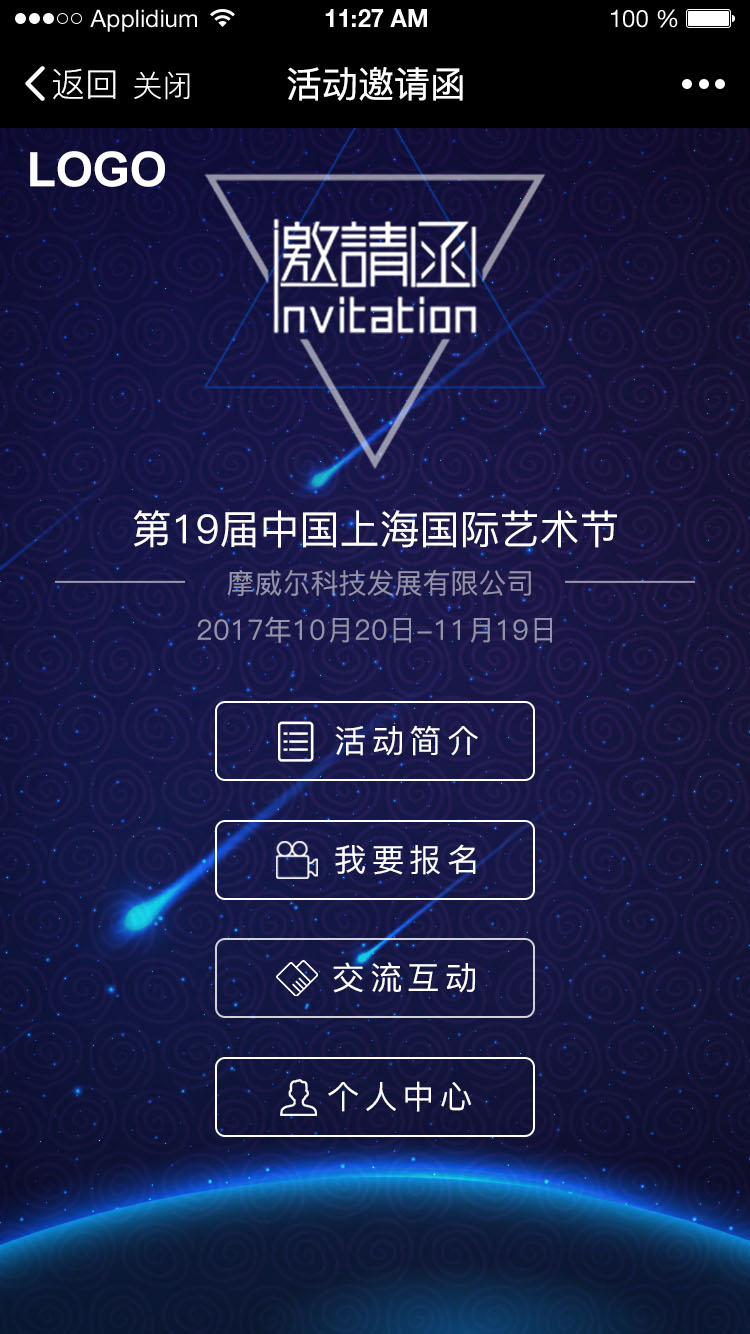 Applidium 11:27 AM 100 %
返回 关闭 活动邀请函
LOGO
邀請函
Invitation
第19届中国上海国际艺术节
摩威尔科技发展有限公司
2017年10月20日–11月19日
活动简介
我要报名
交流互动
个人中心